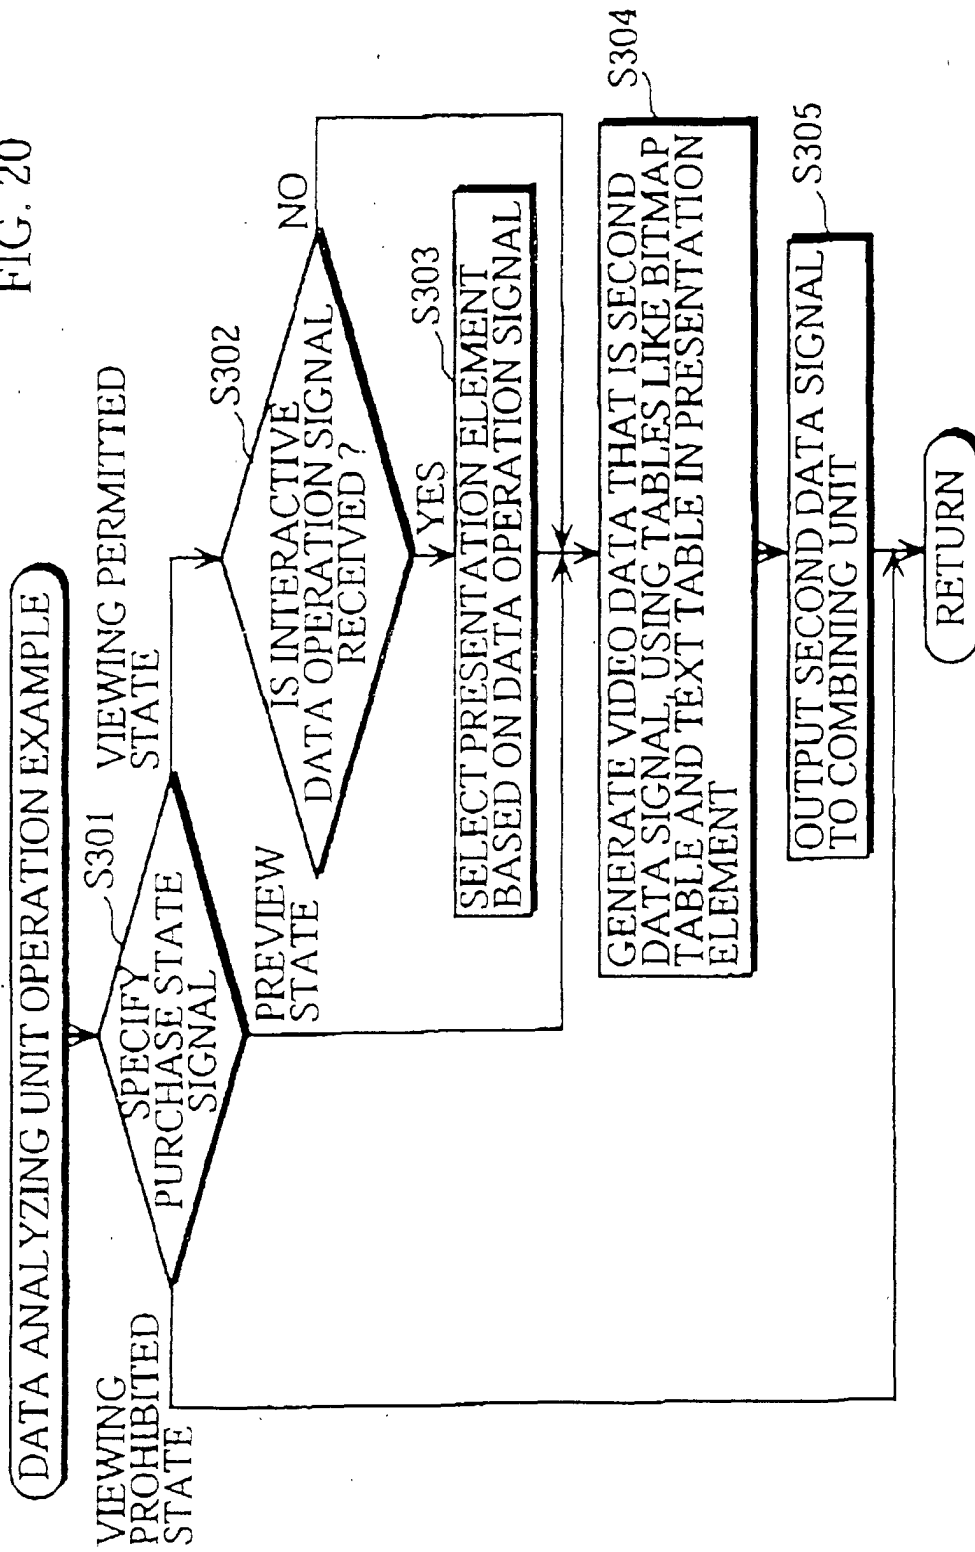 FIG. 20
DATA ANALYZING UNIT OPERATION EXAMPLE
S301
SPECIFY
PURCHASE STATE
SIGNAL
VIEWING
PROHIBITED
STATE
PREVIEW
STATE
VIEWING PERMITTED
STATE
S302
IS INTERACTIVE
DATA OPERATION SIGNAL
RECEIVED ?
NO
YES
S303
SELECT PRESENTATION ELEMENT
BASED ON DATA OPERATION SIGNAL
S304
GENERATE VIDEO DATA THAT IS SECOND
DATA SIGNAL, USING TABLES LIKE BITMAP
TABLE AND TEXT TABLE IN PRESENTATION
ELEMENT
S305
OUTPUT SECOND DATA SIGNAL
TO COMBINING UNIT
RETURN